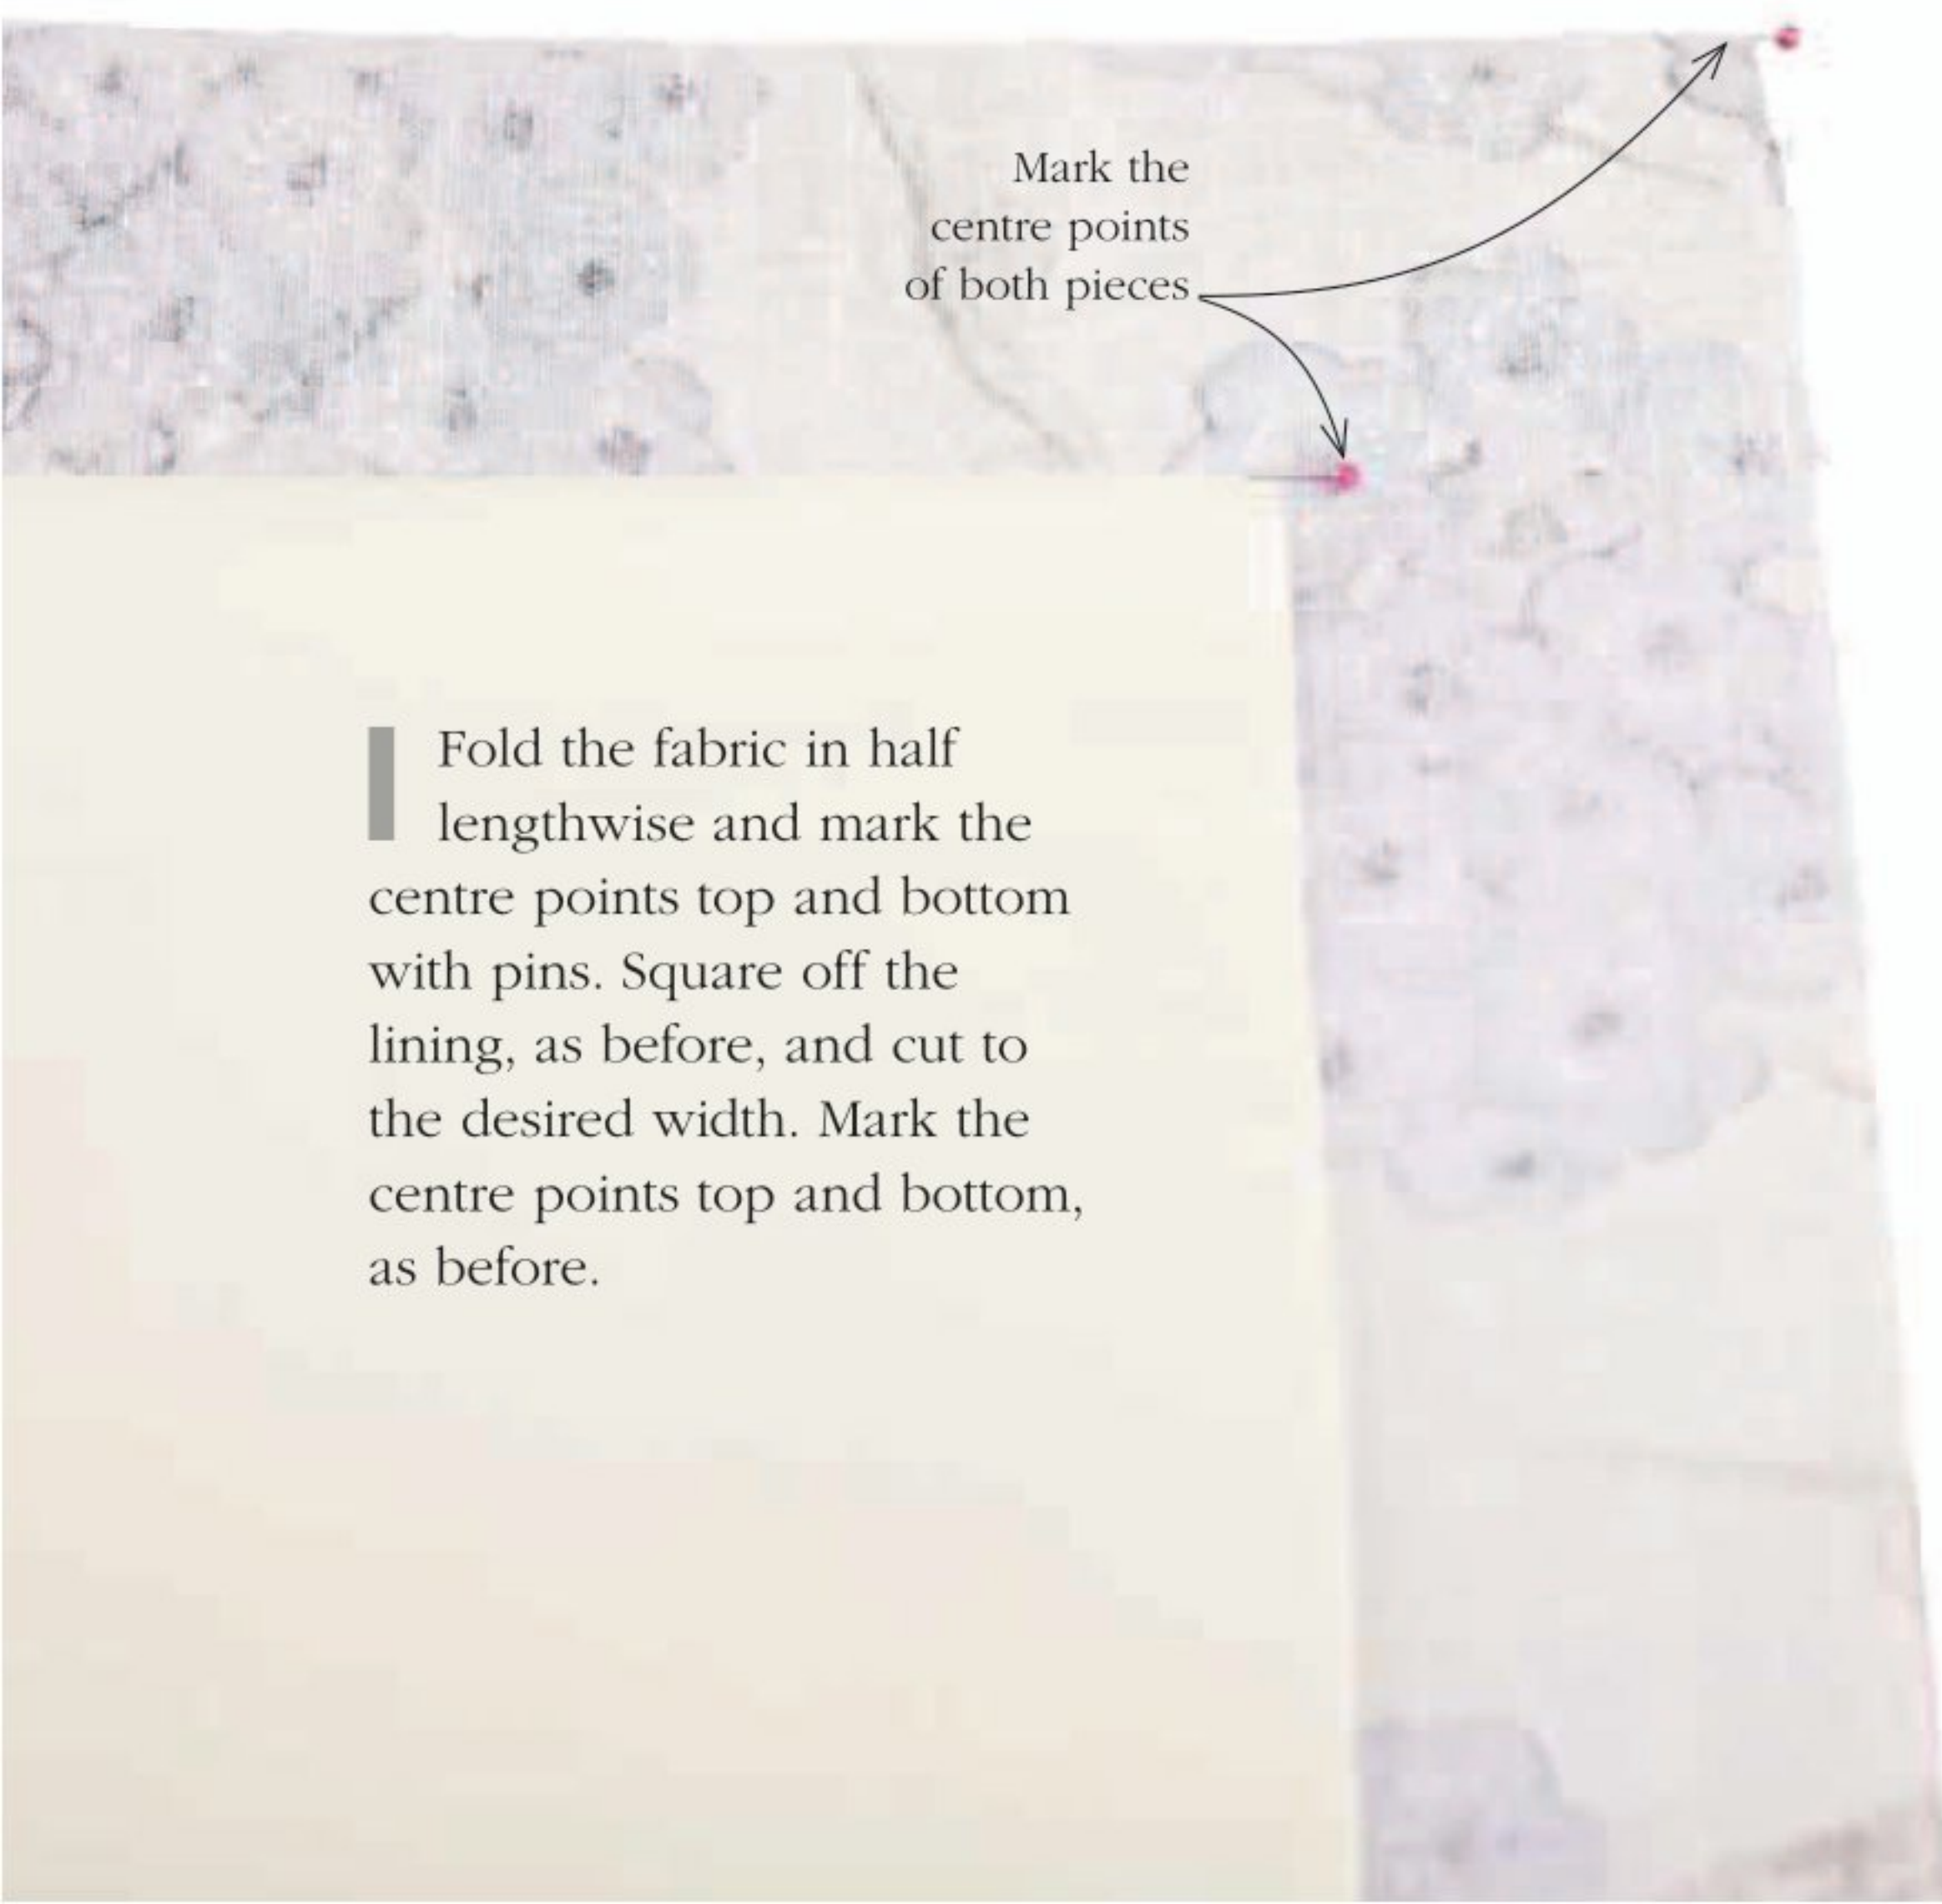 Mark the
centre points
of both pieces
1 Fold the fabric in half
lengthwise and mark the
centre points top and bottom
with pins. Square off the
lining, as before, and cut to
the desired width. Mark the
centre points top and bottom,
as before.